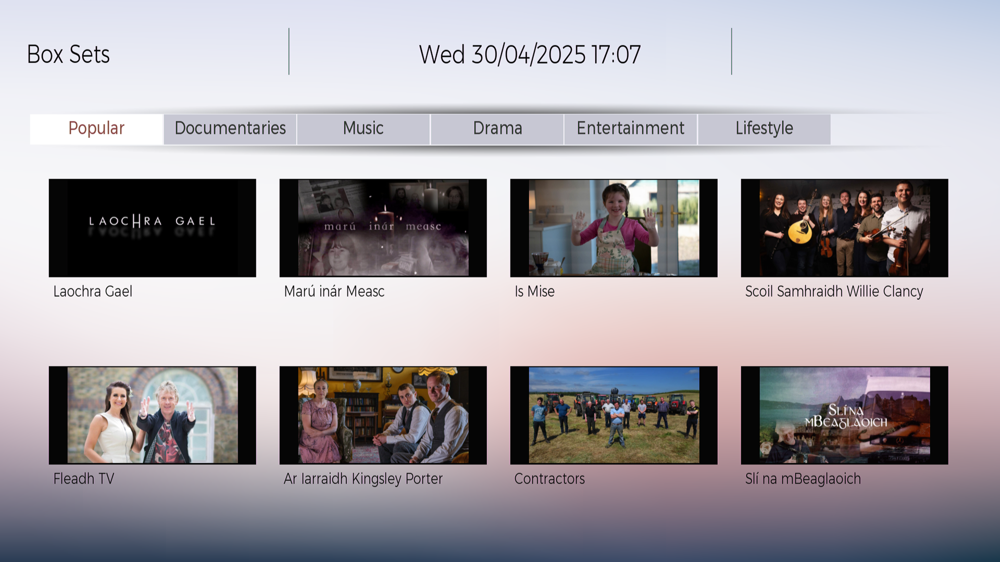 Box Sets
Wed 30/04/2025 17:07
Popular
Documentaries
Music
Drama
Entertainment
Lifestyle
LAOCHRA GAEL
marú inár measc
Laochra Gael
Marú inár Measc
Is Mise
Scoil Samhraidh Willie Clancy
SLÍ NA
MBEAGLAOICH
Fleadh TV
Ar Iarraidh Kingsley Porter
Contractors
Slí na mBeaglaoich